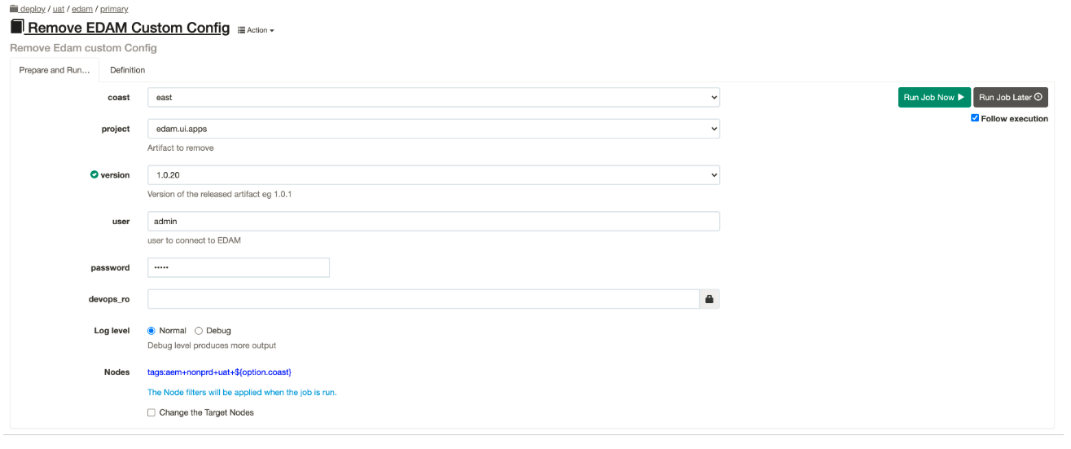 deploy / uat / edam / primary
Remove EDAM Custom Config Action
Remove Edam custom Config
Prepare and Run... Definition
coast east Run Job Now Run Job Later
Follow execution
project edam.ui.apps
Artifact to remove
version 1.0.20
Version of the released artifact eg 1.0.1
user admin
user to connect to EDAM
password •••••
devops_ro
Log level Normal Debug
Debug level produces more output
Nodes tags:aem+nonprd+uat+${option.coast}
The Node filters will be applied when the job is run.
Change the Target Nodes